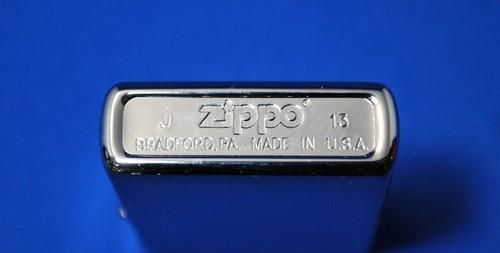 J Zippo® 13
BRADFORD, PA. MADE IN U.S.A.